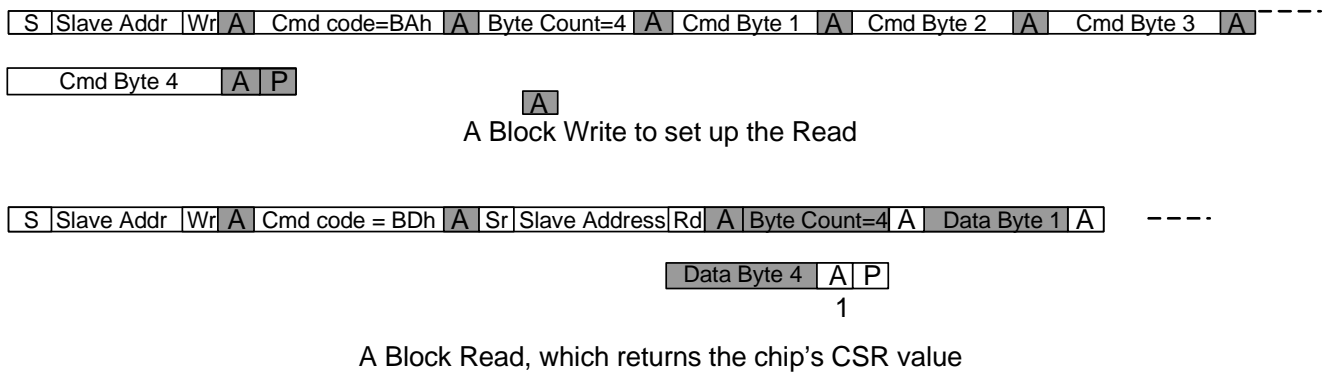 S Slave Addr Wr A Cmd code=BAh A Byte Count=4 A Cmd Byte 1 A Cmd Byte 2 A Cmd Byte 3 A
Cmd Byte 4 A P
A
A Block Write to set up the Read
S Slave Addr Wr A Cmd code = BDh A Sr Slave Address Rd A Byte Count=4 A Data Byte 1 A
Data Byte 4 A P
1
A Block Read, which returns the chip's CSR value